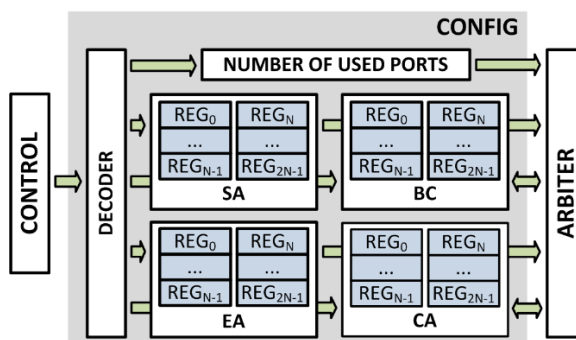 CONFIG
NUMBER OF USED PORTS
CONTROL
DECODER
ARBITER
REG0 REGN
... ...
REGN-1 REG2N-1
SA
REG0 REGN
... ...
REGN-1 REG2N-1
BC
REG0 REGN
... ...
REGN-1 REG2N-1
EA
REG0 REGN
... ...
REGN-1 REG2N-1
CA